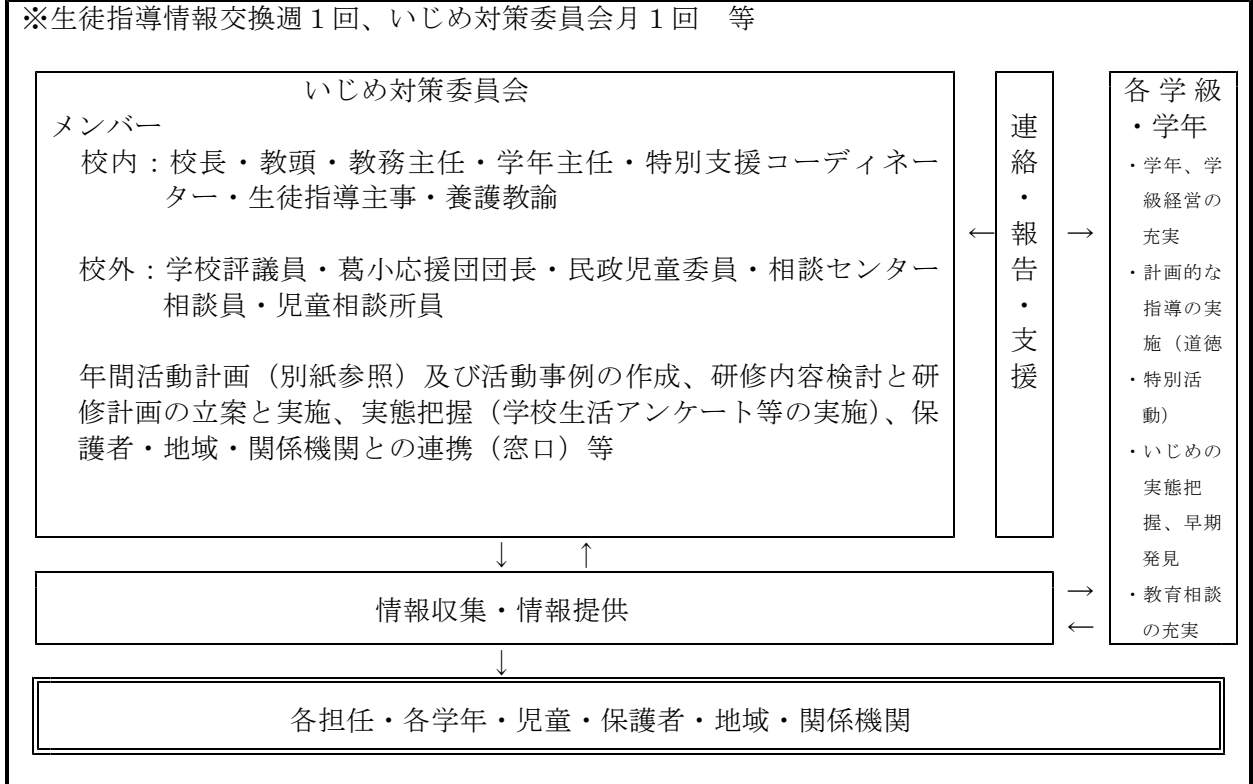 ※生徒指導情報交換週1回、いじめ対策委員会月1回　等
いじめ対策委員会
メンバー
校内：校長・教頭・教務主任・学年主任・特別支援コーディネー
ター・生徒指導主事・養護教諭
校外：学校評議員・葛小応援団団長・民政児童委員・相談センター
相談員・児童相談所員
年間活動計画（別紙参照）及び活動事例の作成、研修内容検討と研
修計画の立案と実施、実態把握（学校生活アンケート等の実施）、保
護者・地域・関係機関との連携（窓口）等
←
連絡・報告・支援
→
各学級
・学年
・学年、学
級経営の
充実
・計画的な
指導の実
施（道徳
・特別活
動）
・いじめの
実態把
握、早期
発見
・教育相談
の充実
↓　↑
情報収集・情報提供
→
←
↓
各担任・各学年・児童・保護者・地域・関係機関